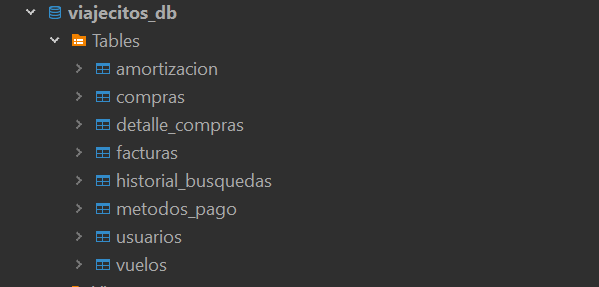 viajecitos_db
Tables
amortizacion
compras
detalle_compras
facturas
historial_busquedas
metodos_pago
usuarios
vuelos